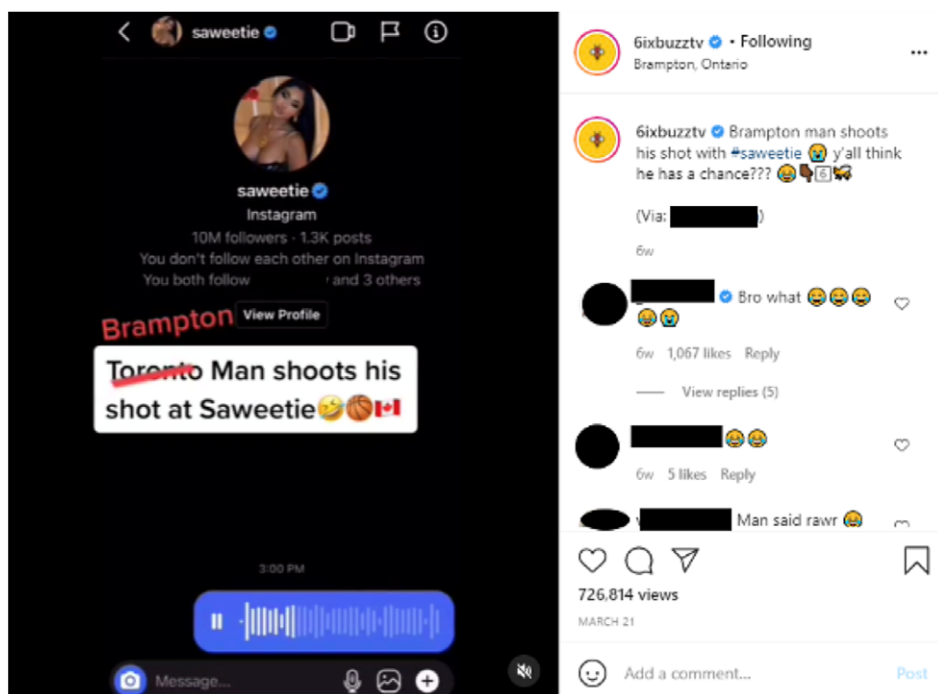 saweetie
saweetie
Instagram
10M followers · 1.3K posts
You don't follow each other on Instagram
You both follow and 3 others
View Profile
Brampton
Toronto Man shoots his
shot at Saweetie🤣🏀🇨🇦
3:00 PM
Message...
6ixbuzztv • Following
Brampton, Ontario
6ixbuzztv Brampton man shoots
his shot with #saweetie 😭 y'all think
he has a chance??? 😂👇🏿6️⃣🐝
(Via: )
6w
Bro what 😂😂😂
😂😭
6w 1,067 likes Reply
View replies (5)
😂😂
6w 5 likes Reply
Man said rawr 😂
726,814 views
MARCH 21
Add a comment...
Post